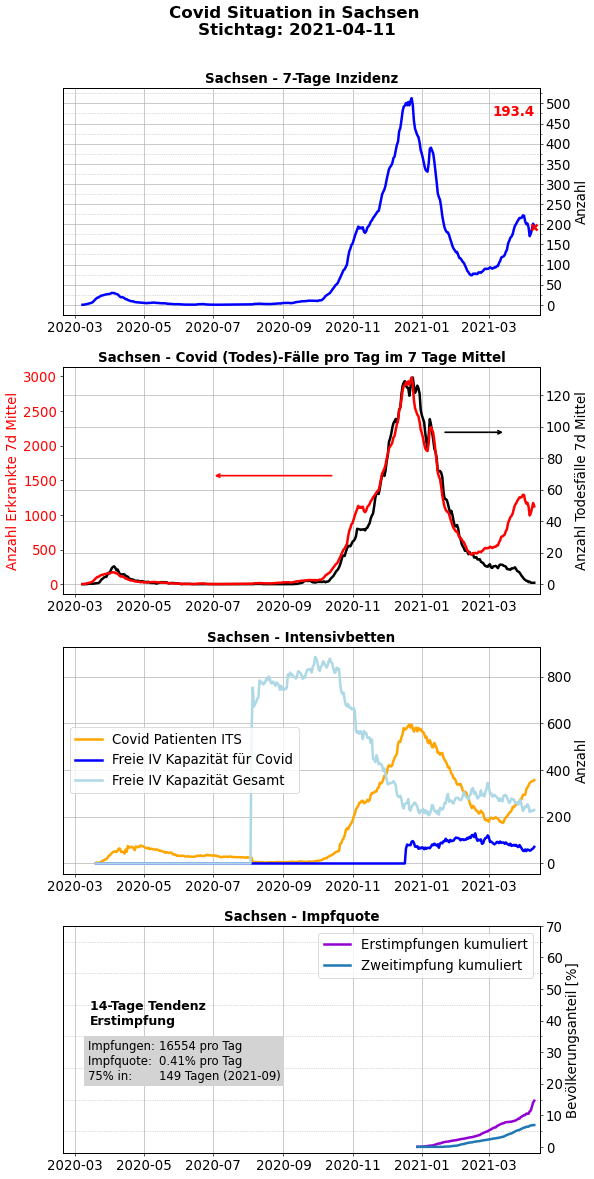 Covid Situation in Sachsen
Stichtag: 2021-04-11
Sachsen - 7-Tage Inzidenz
193.4
500
450
400
350
300
250
200
150
100
50
0
Anzahl
2020-03 2020-05 2020-07 2020-09 2020-11 2021-01 2021-03
Sachsen - Covid (Todes)-Fälle pro Tag im 7 Tage Mittel
Anzahl Erkrankte 7d Mittel
3000
2500
2000
1500
1000
500
0
120
100
80
60
40
20
0
Anzahl Todesfälle 7d Mittel
2020-03 2020-05 2020-07 2020-09 2020-11 2021-01 2021-03
Sachsen - Intensivbetten
Covid Patienten ITS
Freie IV Kapazität für Covid
Freie IV Kapazität Gesamt
800
600
400
200
0
Anzahl
2020-03 2020-05 2020-07 2020-09 2020-11 2021-01 2021-03
Sachsen - Impfquote
Erstimpfungen kumuliert
Zweitimpfung kumuliert
14-Tage Tendenz
Erstimpfung
Impfungen: 16554 pro Tag
Impfquote: 0.41% pro Tag
75% in: 149 Tagen (2021-09)
70
60
50
40
30
20
10
0
Bevölkerungsanteil [%]
2020-03 2020-05 2020-07 2020-09 2020-11 2021-01 2021-03